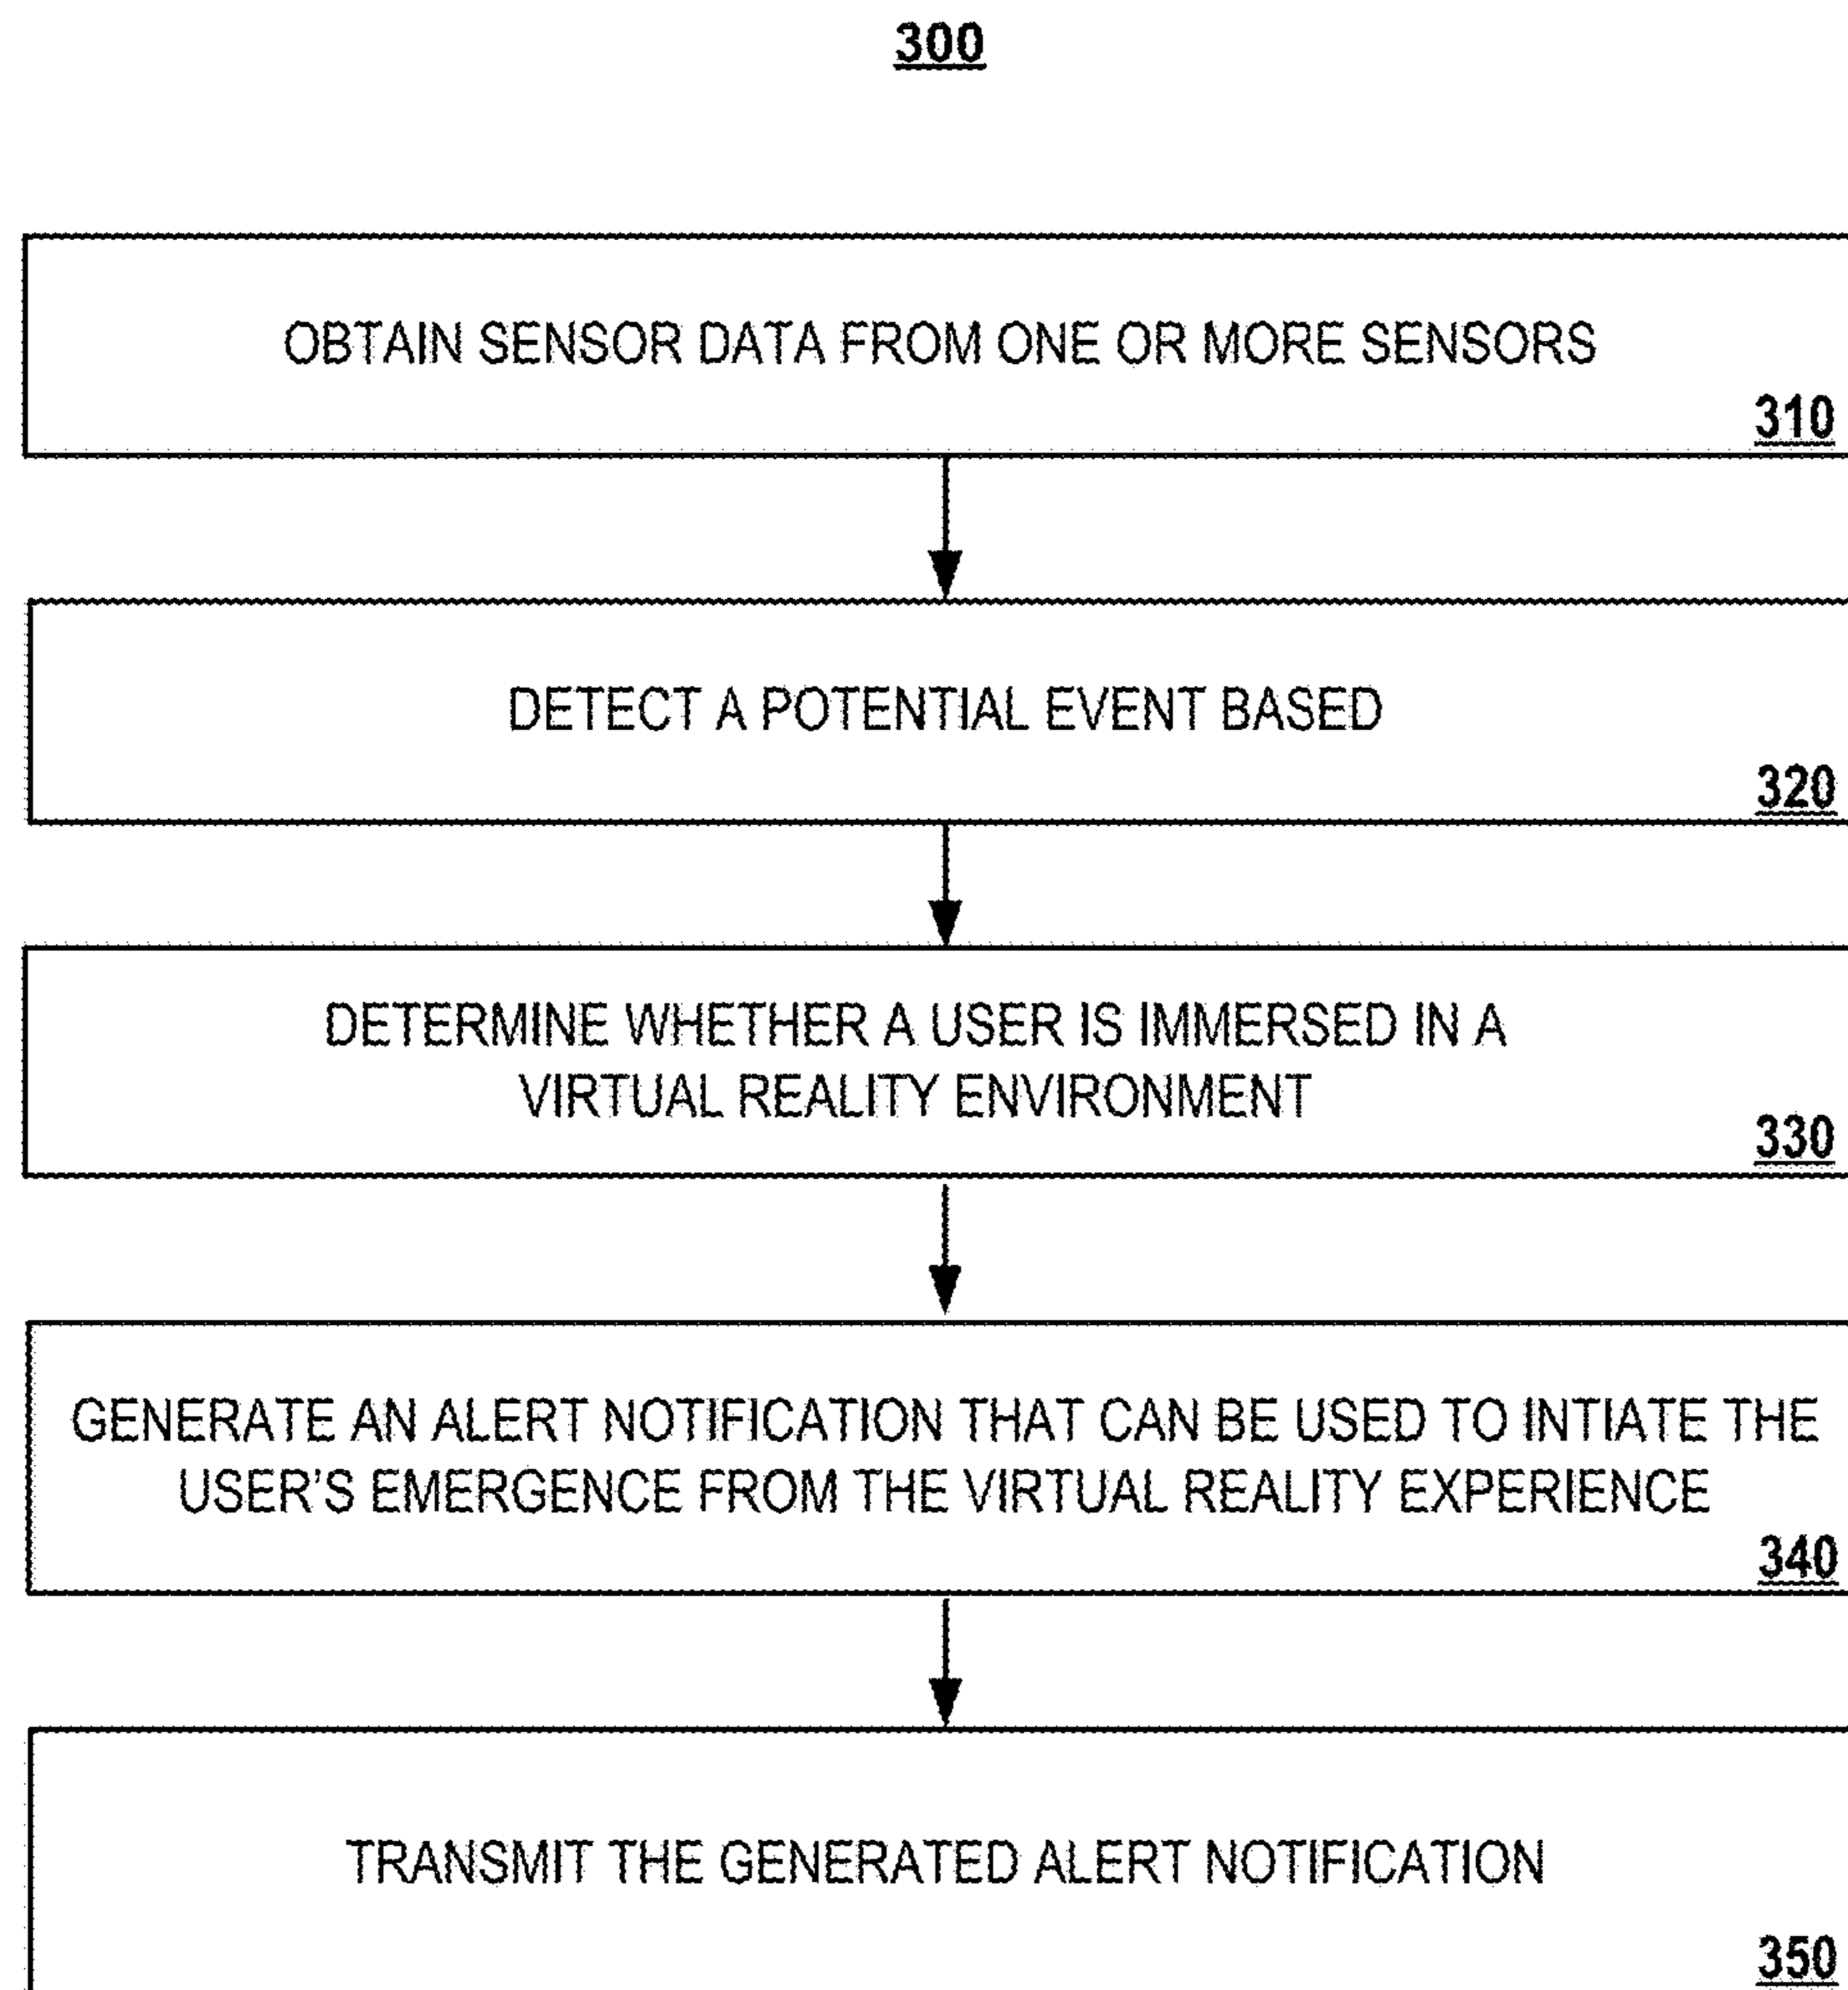 300
OBTAIN SENSOR DATA FROM ONE OR MORE SENSORS
310
DETECT A POTENTIAL EVENT BASED
320
DETERMINE WHETHER A USER IS IMMERSED IN A
VIRTUAL REALITY ENVIRONMENT
330
GENERATE AN ALERT NOTIFICATION THAT CAN BE USED TO INTIATE THE
USER'S EMERGENCE FROM THE VIRTUAL REALITY EXPERIENCE
340
TRANSMIT THE GENERATED ALERT NOTIFICATION
350